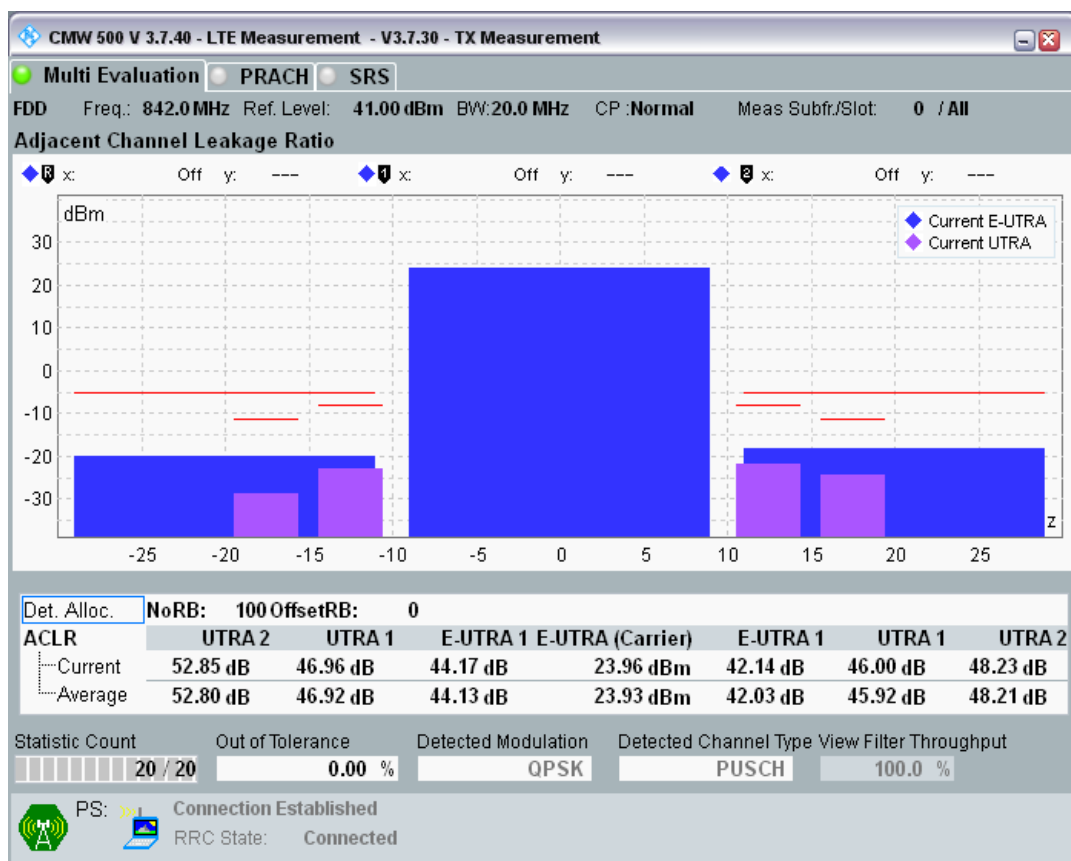 CMW 500 V 3.7.40 - LTE Measurement - V3.7.30 - TX Measurement
Multi Evaluation PRACH SRS
FDD Freq.: 842.0 MHz Ref. Level: 41.00 dBm BW:20.0 MHz CP :Normal Meas Subfr./Slot: 0 / All
Adjacent Channel Leakage Ratio
R x: Off y: --- 1 x: Off y: --- 2 x: Off y: ---
dBm
Current E-UTRA
Current UTRA
30
20
10
0
-10
-20
-30
z
-25 -20 -15 -10 -5 0 5 10 15 20 25
Det. Alloc. NoRB: 100 OffsetRB: 0
ACLR UTRA 2 UTRA 1 E-UTRA 1 E-UTRA (Carrier) E-UTRA 1 UTRA 1 UTRA 2
Current 52.85 dB 46.96 dB 44.17 dB 23.96 dBm 42.14 dB 46.00 dB 48.23 dB
Average 52.80 dB 46.92 dB 44.13 dB 23.93 dBm 42.03 dB 45.92 dB 48.21 dB
Statistic Count Out of Tolerance Detected Modulation Detected Channel Type View Filter Throughput
20 / 20 0.00 % QPSK PUSCH 100.0 %
PS: Connection Established
RRC State: Connected